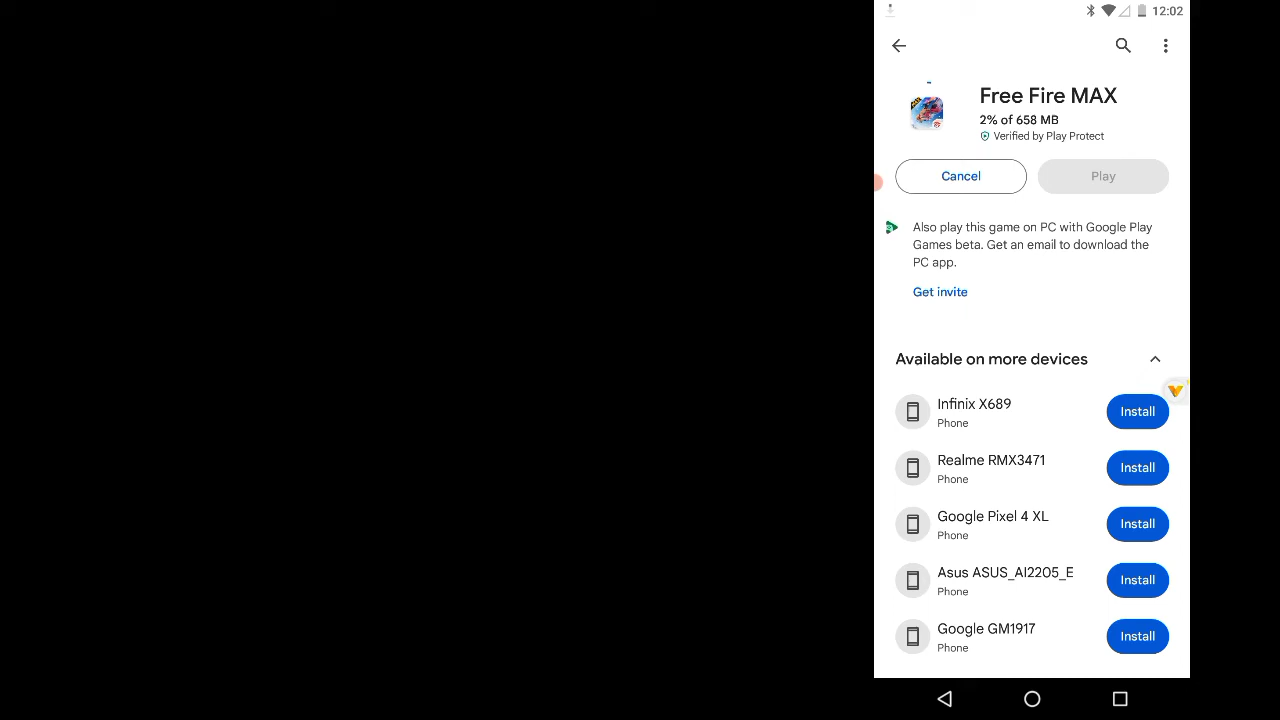 12:02
Free Fire MAX
2% of 658 MB
Verified by Play Protect
Cancel
Play
Also play this game on PC with Google Play
Games beta. Get an email to download the
PC app.
Get invite
Available on more devices
Infinix X689
Phone
Install
Realme RMX3471
Phone
Install
Google Pixel 4 XL
Phone
Install
Asus ASUS_AI2205_E
Phone
Install
Google GM1917
Phone
Install